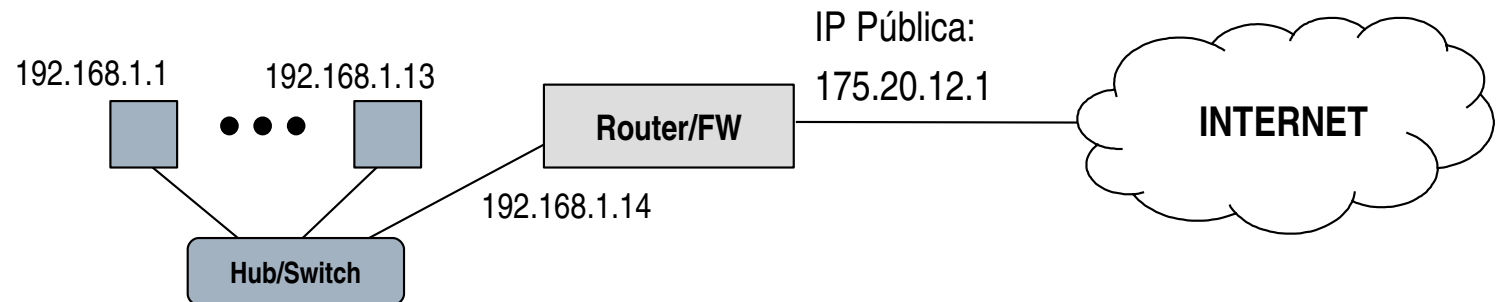 IP Pública:
175.20.12.1
192.168.1.1
192.168.1.13
Router/FW
INTERNET
192.168.1.14
Hub/Switch